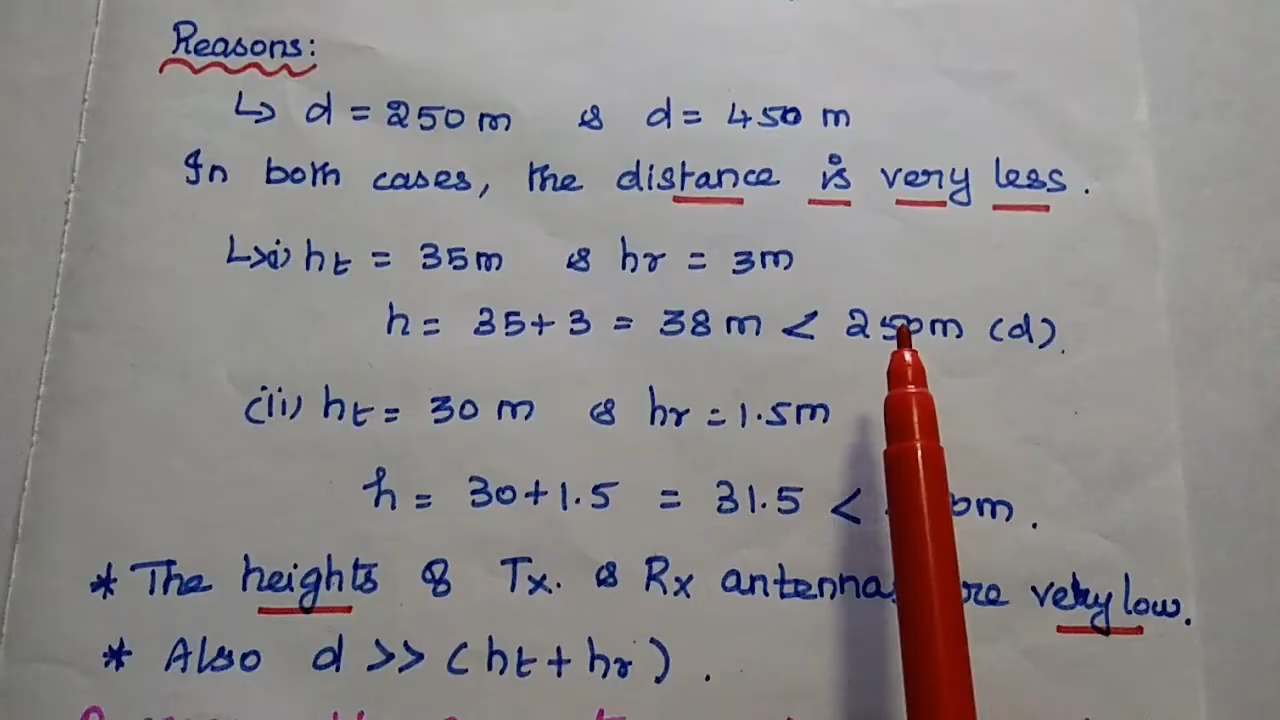 Reasons:
↳ d = 250 m & d = 450 m
In both cases, the distance is very less.
↳ i) ht = 35m & hr = 3m
h = 35 + 3 = 38 m < 250m (d).
(ii) ht = 30 m & hr = 1.5m
h = 30 + 1.5 = 31.5 < m.
* The heights of Tx. & Rx antenna are very low.
* Also d >> (ht + hr).